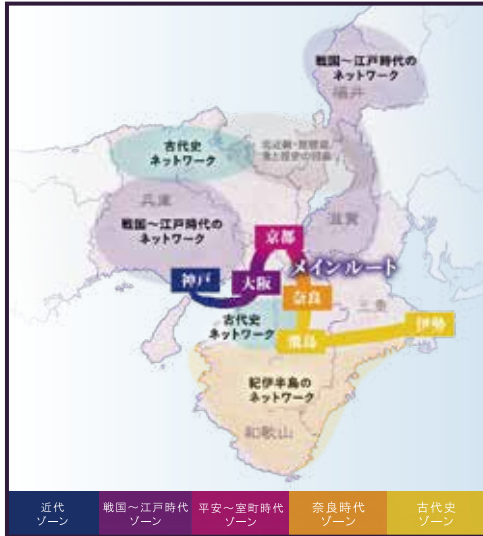 戦国～江戸時代の
ネットワーク
福井
古代史
ネットワーク
兵庫
戦国～江戸時代の
ネットワーク
滋賀
京都
メインルート
神戸
大阪
奈良
三重
古代史
ネットワーク
飛鳥
伊勢
紀伊半島の
ネットワーク
和歌山
近代
ゾーン
戦国～江戸時代
ゾーン
平安～室町時代
ゾーン
奈良時代
ゾーン
古代史
ゾーン